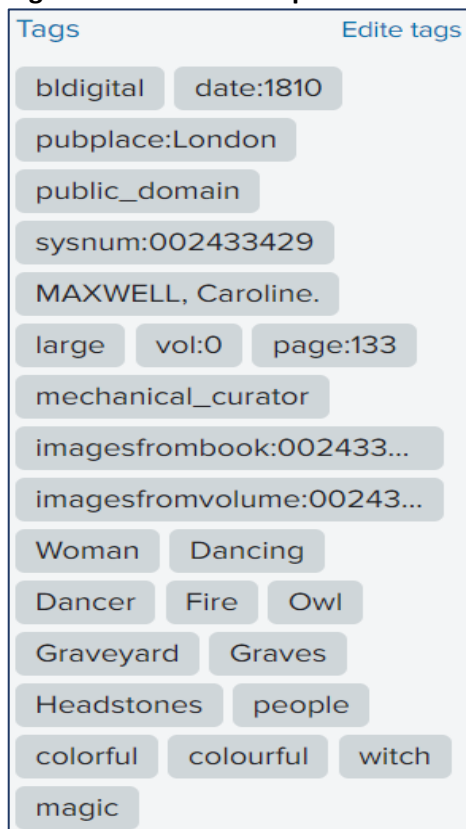 Tags Edite tags
bldigital date:1810
pubplace:London
public_domain
sysnum:002433429
MAXWELL, Caroline.
large vol:0 page:133
mechanical_curator
imagesfrombook:002433...
imagesfromvolume:00243...
Woman Dancing
Dancer Fire Owl
Graveyard Graves
Headstones people
colorful colourful witch
magic